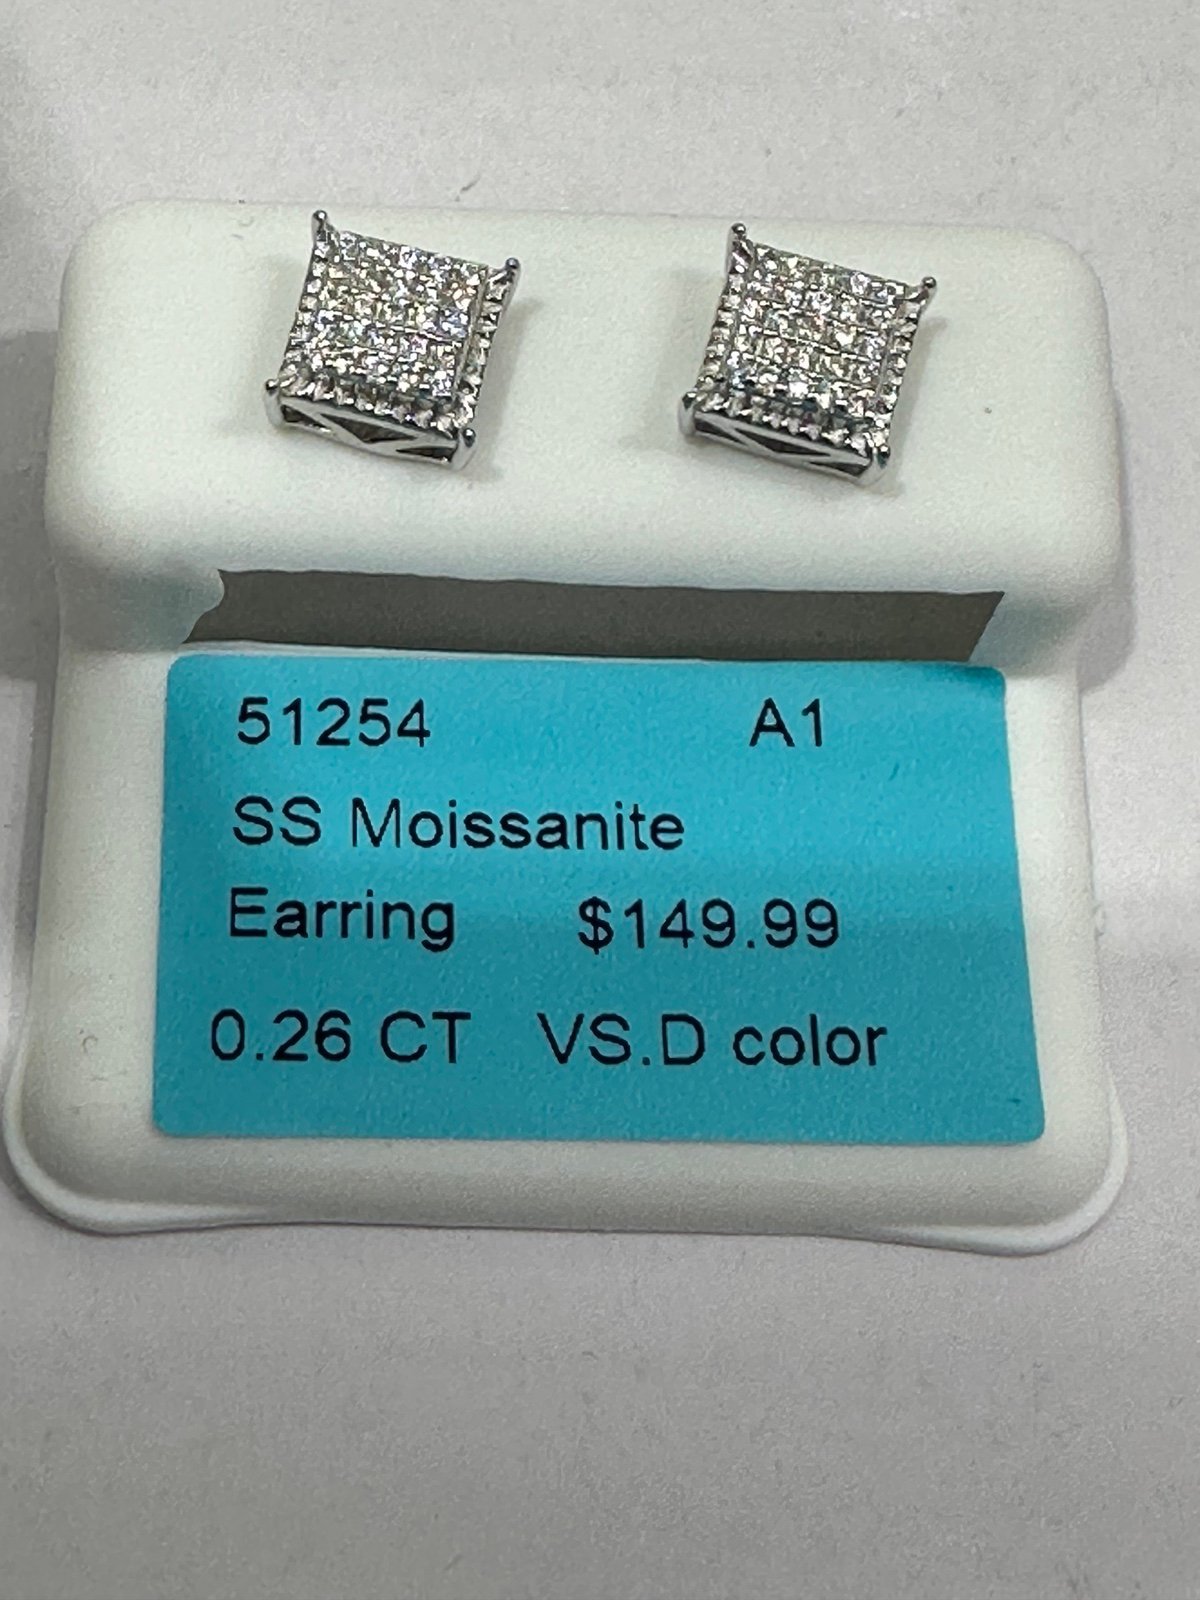 51254 A1
SS Moissanite
Earring $149.99
0.26 CT VS.D color